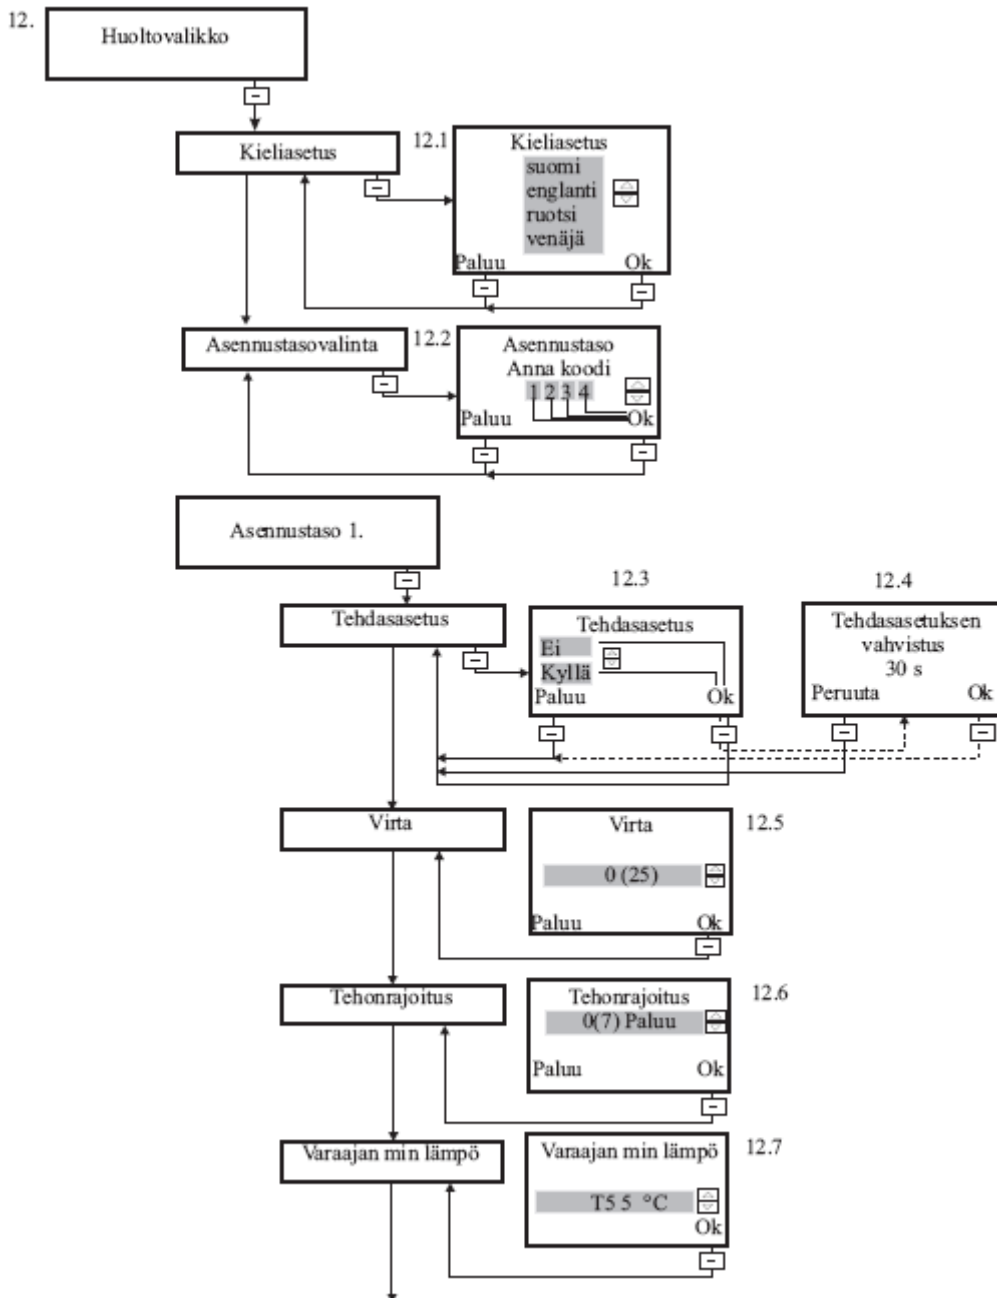 12.
Huoltovalikko
Kieliasetus
12.1
Kieliasetus
suomi
englanti
ruotsi
venäjä
Paluu Ok
Asennustasovalinta
12.2
Asennustaso
Anna koodi
1 2 3 4
Paluu Ok
Asennustaso 1.
12.3
12.4
Tehdasasetus
Tehdasasetus
Ei
Kyllä
Paluu Ok
Tehdasasetuksen
vahvistus
30 s
Peruuta Ok
Virta
Virta
12.5
0 (25)
Paluu Ok
Tehonrajoitus
Tehonrajoitus
12.6
0(7) Paluu
Paluu Ok
Varaajan min lämpö
Varaajan min lämpö
12.7
T5 5 °C
Ok